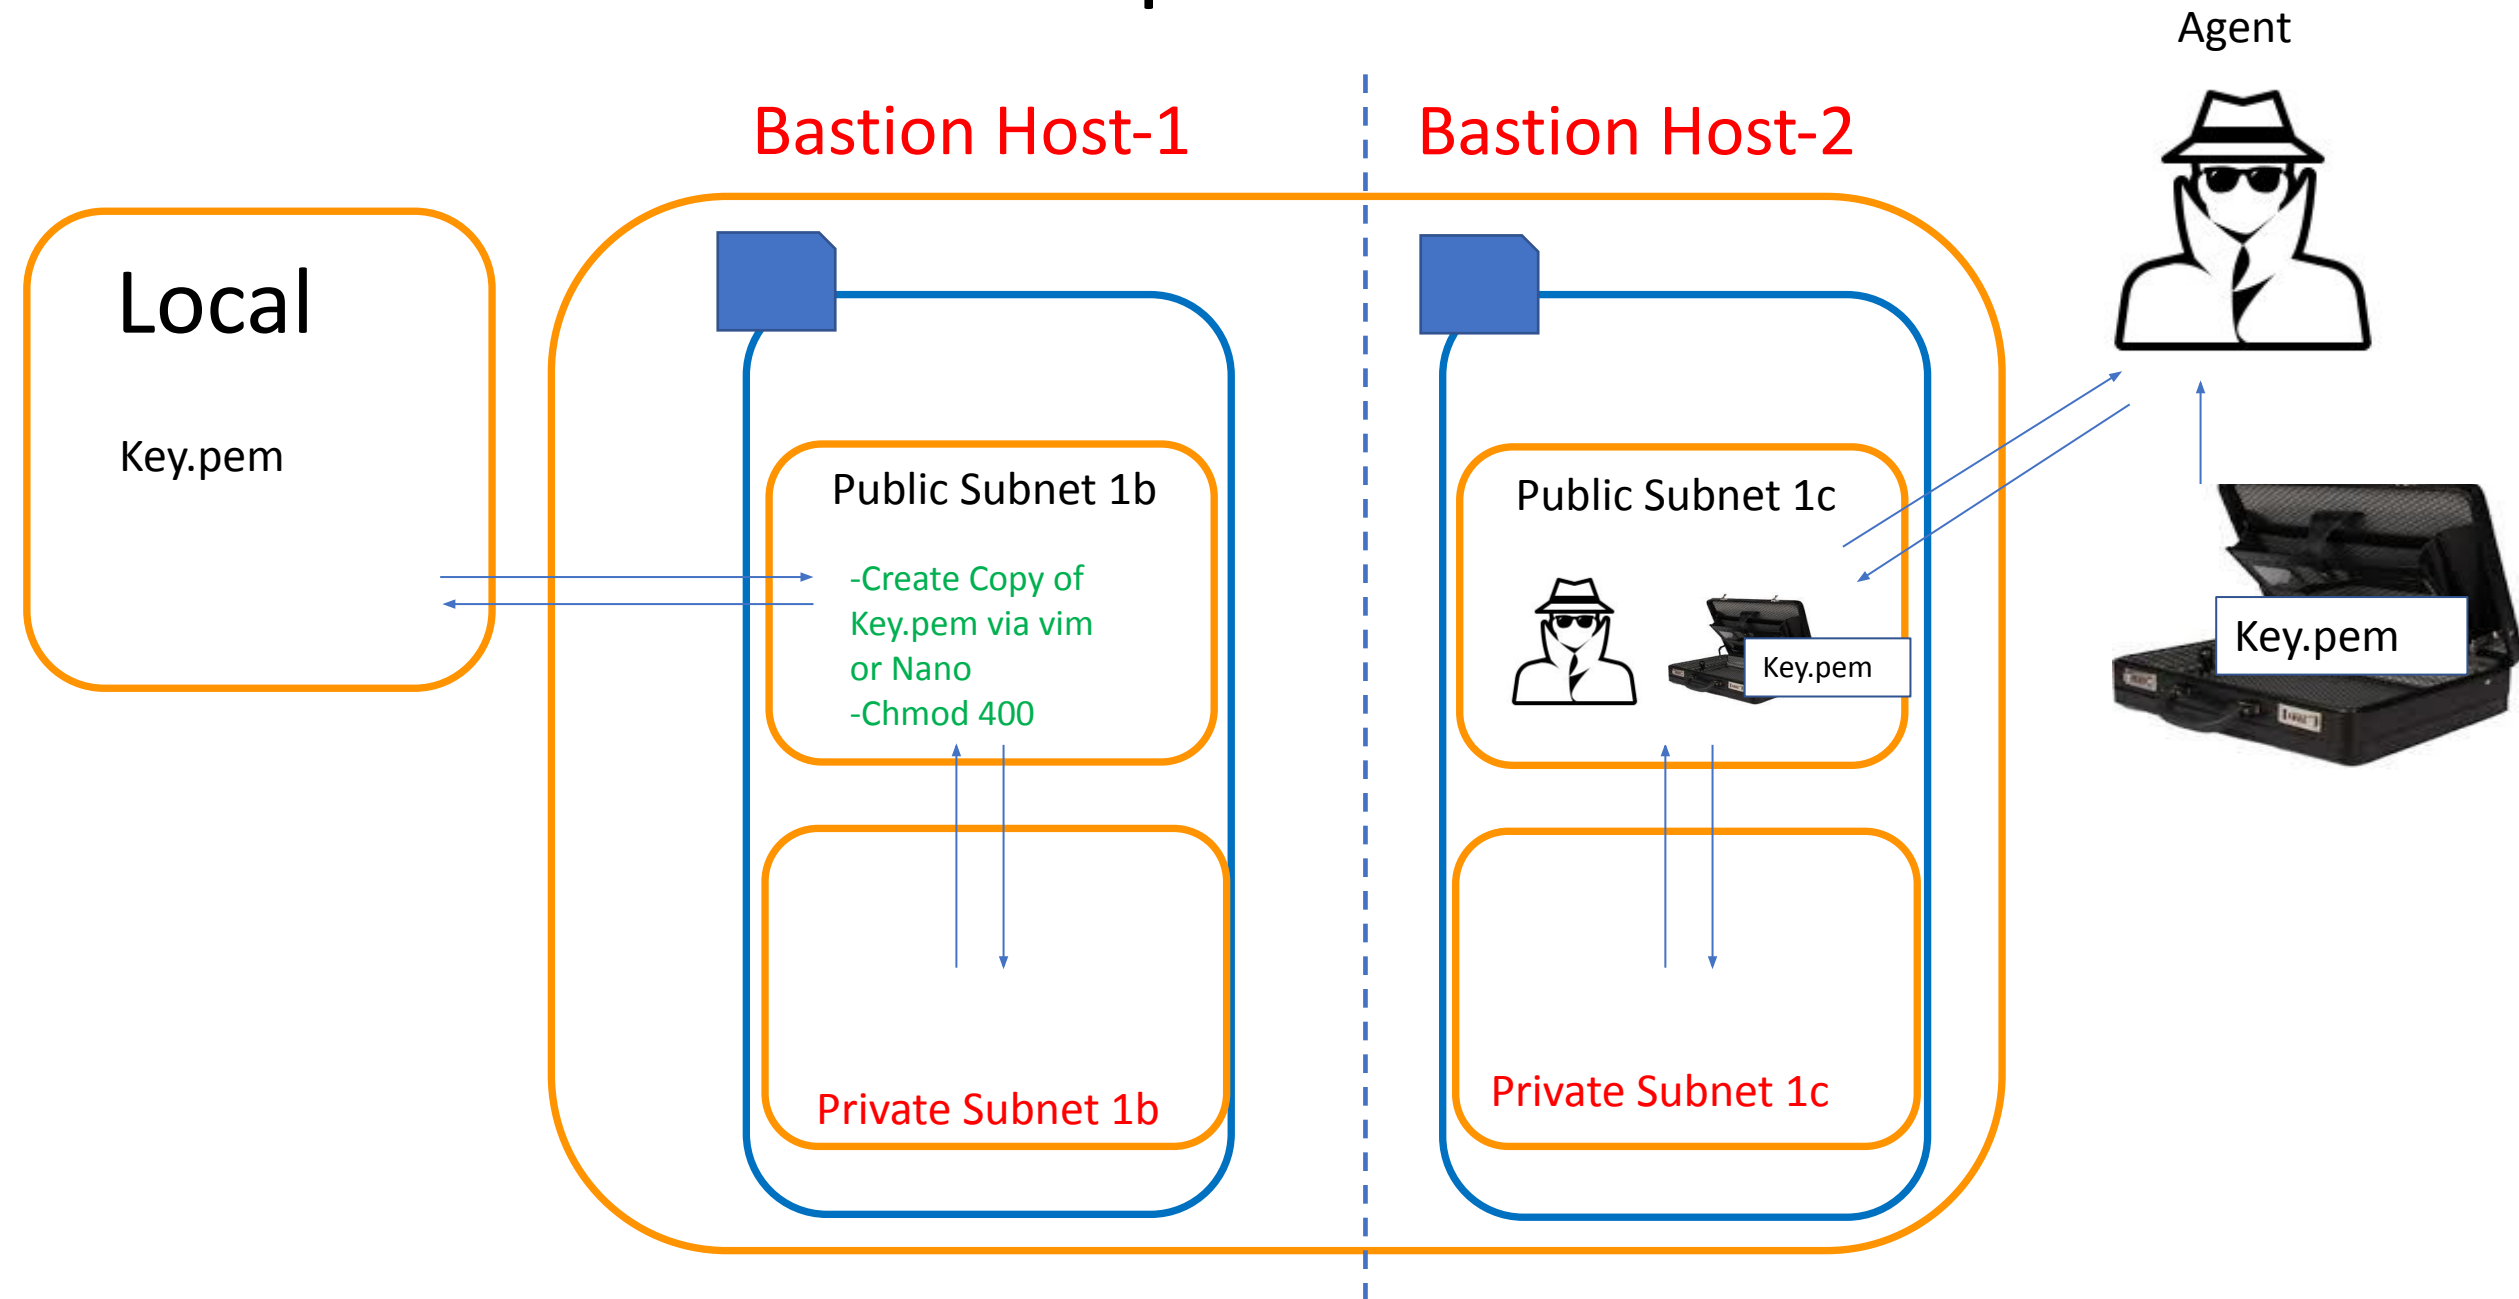 Agent
Bastion Host-1
Bastion Host-2
Local
Key.pem
Public Subnet 1b
-Create Copy of
Key.pem via vim
or Nano
-Chmod 400
Private Subnet 1b
Public Subnet 1c
Key.pem
Private Subnet 1c
Key.pem